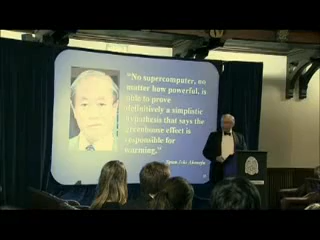 "No supercomputer, no
matter how powerful, is
able to prove
definitively a simplistic
hypothesis that says the
greenhouse effect is
responsible for
warming."